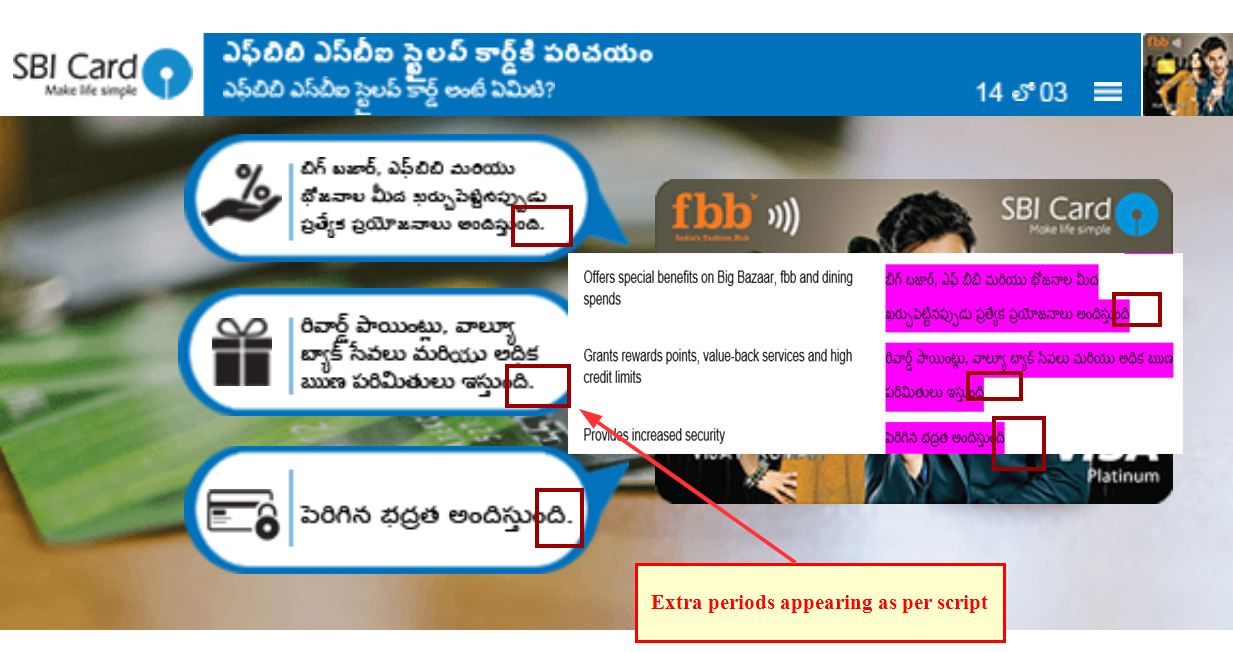 SBI Card
Make life simple
ఎఫ్‌బిబి ఎస్‌బీఐ స్టైలప్ కార్డ్‌కి పరిచయం
ఎఫ్‌బిబి ఎస్‌బీఐ స్టైలప్ కార్డ్ అంటే ఏమిటి?
14 లో 03
fbb
బిగ్ బజార్, ఎఫ్‌బిబి మరియు
భోజనాల మీద ఖర్చుపెట్టినప్పుడు
ప్రత్యేక ప్రయోజనాలు అందిస్తుంది.
రివార్డ్ పాయింట్లు, వాల్యూ
బ్యాక్ సేవలు మరియు అధిక
ఋణ పరిమితులు ఇస్తుంది.
పెరిగిన భద్రత అందిస్తుంది.
fbb
India's Fashion Hub
SBI Card
Make life simple
Offers special benefits on Big Bazaar, fbb and dining
spends
బిగ్ బజార్, ఎఫ్ బిబి మరియు భోజనాల మీద
ఖర్చుపెట్టినప్పుడు ప్రత్యేక ప్రయోజనాలు అందిస్తుంది
Grants rewards points, value-back services and high
credit limits
రివార్డ్ పాయింట్లు, వాల్యూ బ్యాక్ సేవలు మరియు అధిక ఋణ
పరిమితులు ఇస్తుంది
Provides increased security
పెరిగిన భద్రత అందిస్తుంది
Platinum
Extra periods appearing as per script